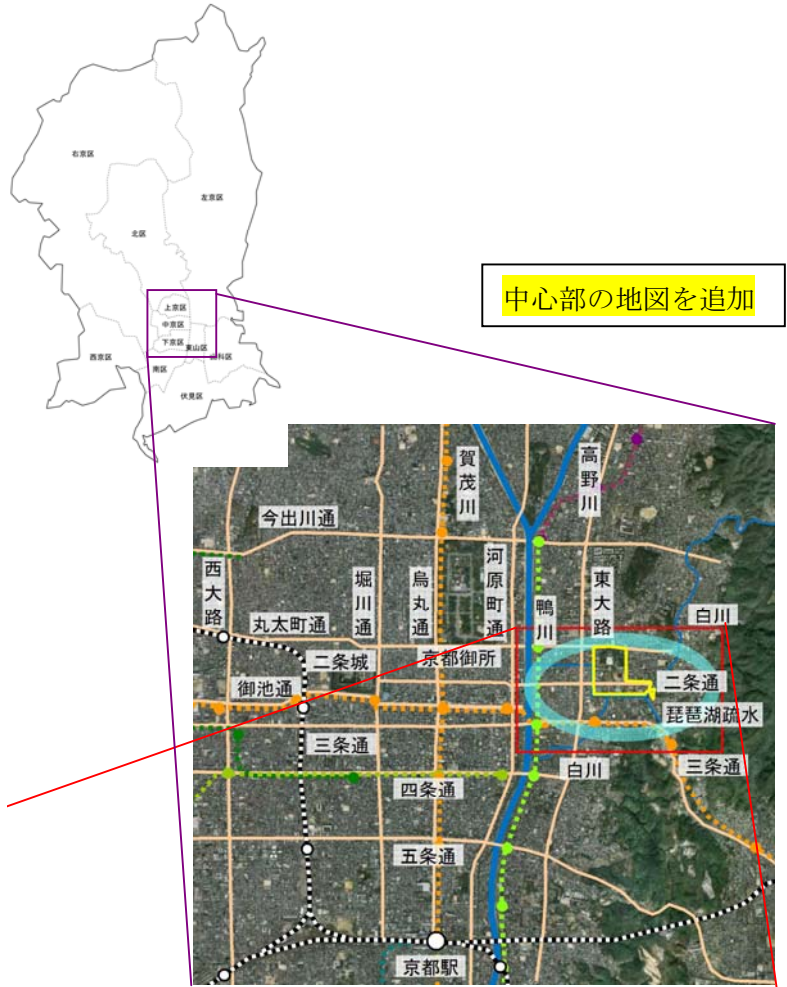 右京区
左京区
北区
上京区
中京区
下京区
東山区
西京区
南区
山科区
伏見区
中心部の地図を追加
賀茂川
高野川
今出川通
西大路
堀川通
烏丸通
河原町通
鴨川
東大路
白川
丸太町通
二条城
京都御所
御池通
二条通
琵琶湖疏水
三条通
白川
三条通
四条通
五条通
京都駅